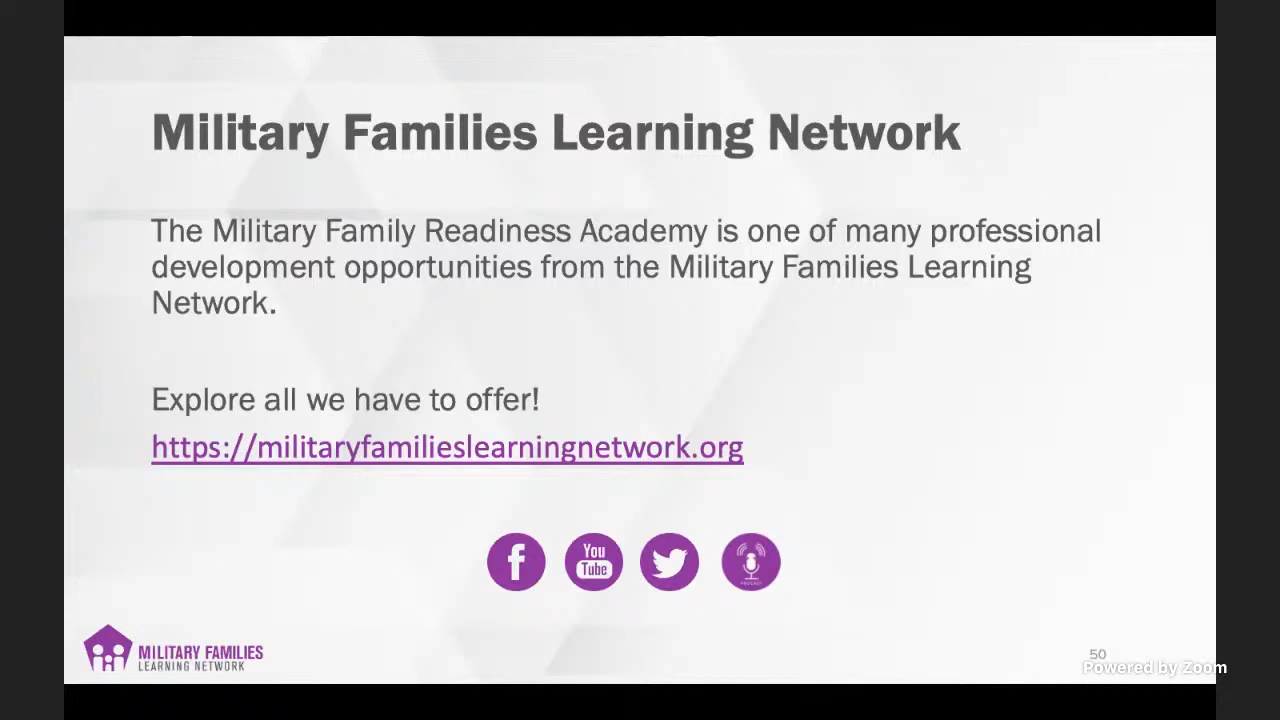 Military Families Learning Network
The Military Family Readiness Academy is one of many professional
development opportunities from the Military Families Learning
Network.
Explore all we have to offer!
https://militaryfamilieslearningnetwork.org
f
You
Tube
PODCAST
MILITARY FAMILIES
LEARNING NETWORK
50
Powered by Zoom